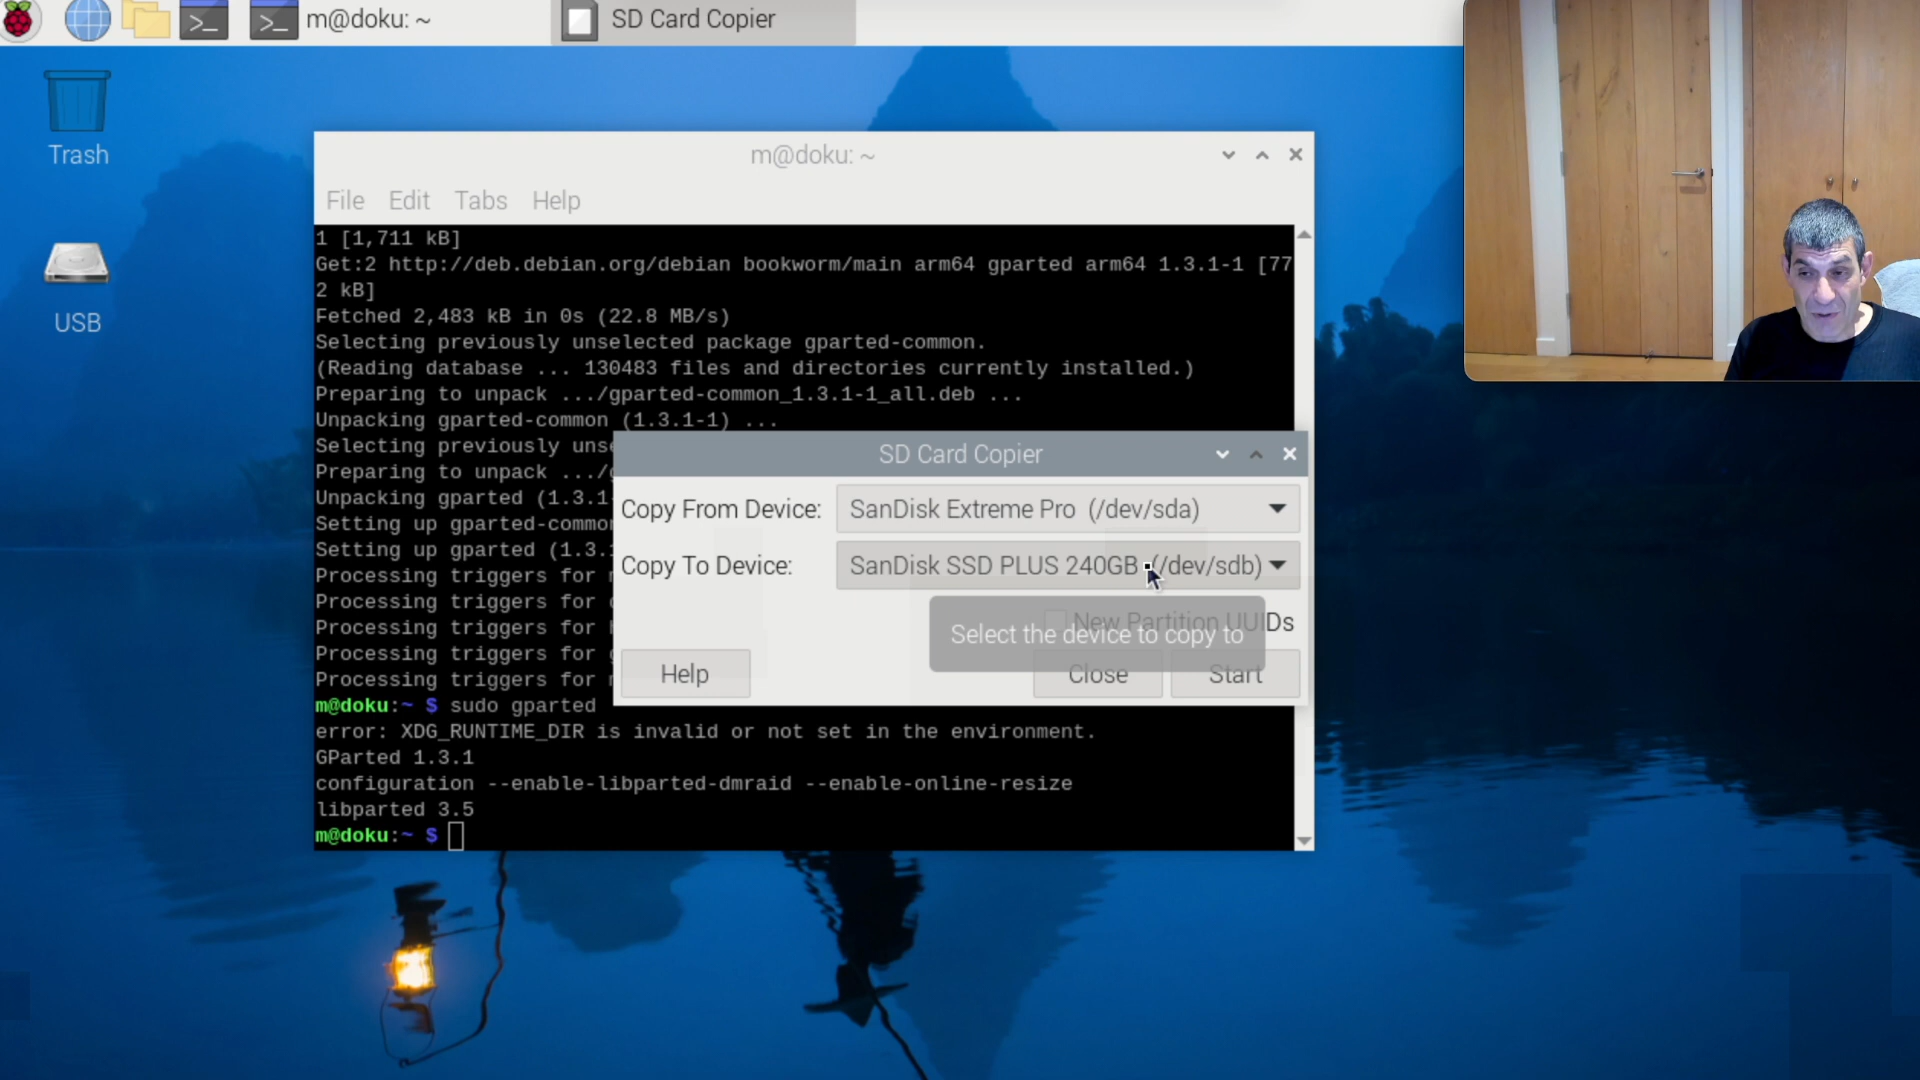 m@doku: ~
SD Card Copier
Trash
USB
m@doku: ~
File Edit Tabs Help
1 [1,711 kB]
Get:2 http://deb.debian.org/debian bookworm/main arm64 gparted arm64 1.3.1-1 [77
2 kB]
Fetched 2,483 kB in 0s (22.8 MB/s)
Selecting previously unselected package gparted-common.
(Reading database ... 130483 files and directories currently installed.)
Preparing to unpack .../gparted-common_1.3.1-1_all.deb ...
Unpacking gparted-common (1.3.1-1) ...
Selecting previously unse
Preparing to unpack .../g
Unpacking gparted (1.3.1
Setting up gparted-common
Setting up gparted (1.3.1
Processing triggers for
Processing triggers for
Processing triggers for
Processing triggers for
Processing triggers for
m@doku:~ $ sudo gparted
error: XDG_RUNTIME_DIR is invalid or not set in the environment.
GParted 1.3.1
configuration --enable-libparted-dmraid --enable-online-resize
libparted 3.5
m@doku:~ $
SD Card Copier
Copy From Device: SanDisk Extreme Pro (/dev/sda)
Copy To Device: SanDisk SSD PLUS 240GB (/dev/sdb)
New Partition UUIDs
Select the device to copy to
Help Close Start